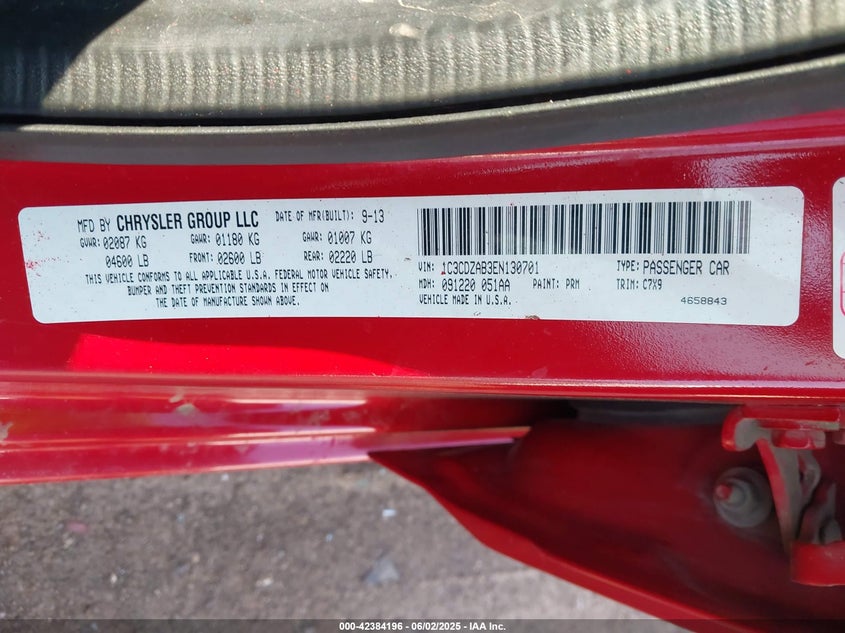 MFD BY CHRYSLER GROUP LLC DATE OF MFR(BUILT): 9-13
GVWR: 02087 KG GAWR: 01180 KG GAWR: 01007 KG
04600 LB FRONT: 02600 LB REAR: 02220 LB
THIS VEHICLE CONFORMS TO ALL APPLICABLE U.S.A. FEDERAL MOTOR VEHICLE SAFETY,
BUMPER AND THEFT PREVENTION STANDARDS IN EFFECT ON
THE DATE OF MANUFACTURE SHOWN ABOVE.
VIN: 1C3CDZAB3EN130701 TYPE: PASSENGER CAR
MDH: 091220 051AA PAINT: PRM TRIM: C7X9
VEHICLE MADE IN U.S.A. 4658843
000-42384196 - 06/02/2025 - IAA Inc.